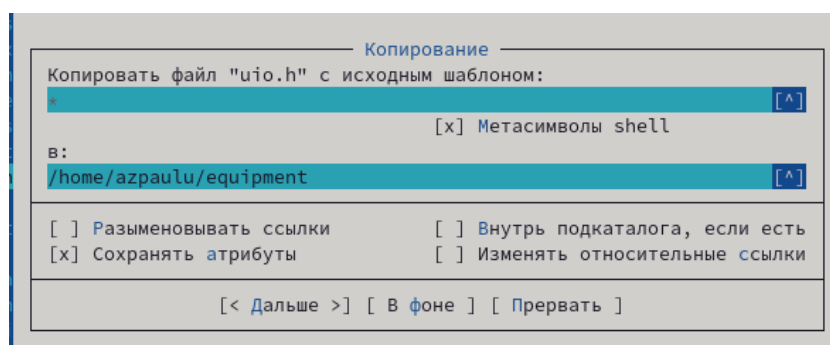 Копирование
Копировать файл "uio.h" с исходным шаблоном:
* [^]
[x] Метасимволы shell
в:
/home/azpaulu/equipment [^]
[ ] Разыменовывать ссылки [ ] Внутрь подкаталога, если есть
[x] Сохранять атрибуты [ ] Изменять относительные ссылки
[< Дальше >] [ В фоне ] [ Прервать ]